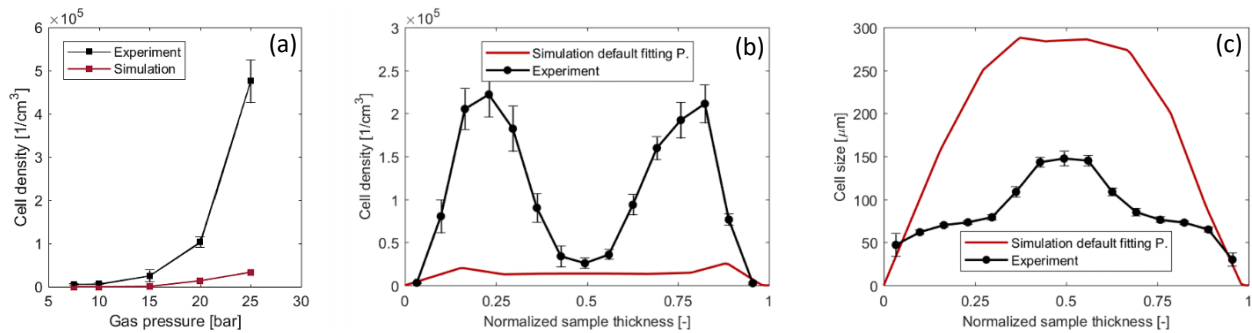 ×10⁵
(a)
Experiment
Simulation
Cell density [1/cm³]
6
5
4
3
2
1
0
5 10 15 20 25 30
Gas pressure [bar]
×10⁵
(b)
Simulation default fitting P.
Experiment
Cell density [1/cm³]
3
2.5
2
1.5
1
0.5
0
0 0.25 0.5 0.75 1
Normalized sample thickness [-]
(c)
Cell size [μm]
300
250
200
150
100
50
0
Simulation default fitting P.
Experiment
0 0.25 0.5 0.75 1
Normalized sample thickness [-]